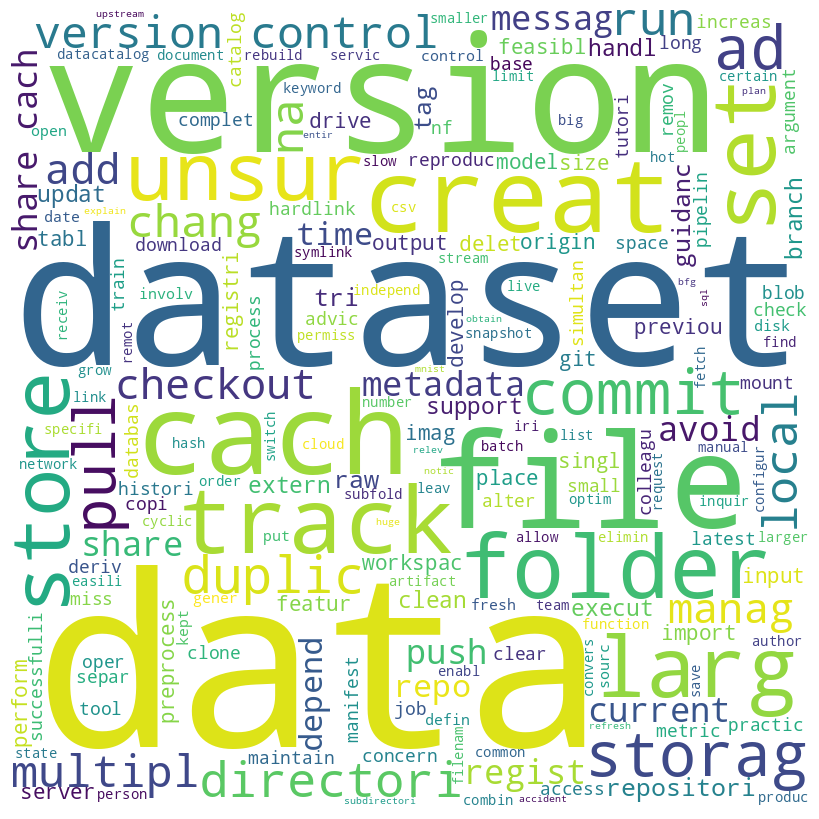 upstream
version control
messag
run
smaller
increas
datacatalog
document
rebuild
servic
control
feasibl
handl
long
ad
catalog
base
version
keyword
limit
certain
plan
share cach
open
complet
entir
drive
na
tag
nf
big
tutori
remov
peopl
set
argument
add
unsur
slow
reproduc
model
size
hot
creat
guidanc
pipelin
branch
updat
date
explain
tabl
chang
hardlink
csv
time
symlink
output
delet
origin
space
download
stream
dataset
receiv
train
involv
registri
process
tri
advic
permiss
independ
develop
live
snapshot
obtain
simultan
git
previou
bfg
sql
blob
check
disk
find
grow
remot
link
checkout
metadata
mnist
commit
fetch
mount
store
pull
specifi
databas
cach
hash
switch
number
cloud
support
imag
relev
iri
batch
list
file
avoid
colleagu
request
manual
configur
local
network
histori
copi
cyclic
order
extern
raw
subfold
leav
notic
place
alter
singl
small
optim
inquir
put
track
huge
allow
elimin
latest
larger
share
deriv
easili
miss
duplic
gener
kept
workspac
artifact
featur
clean
folder
fresh
team
execut
function
import
input
manag
author
successfulli
perform
preprocess
clone
data
push
clear
enabl
repo
depend
manifest
job
defin
convers
sourc
larg
save
oper
separ
tool
current
refresh
metric
practic
state
maintain
concern
filenam
common
storag
multipl
directori
regist
access
repositori
produc
server
person
subdirectori
combin
accident